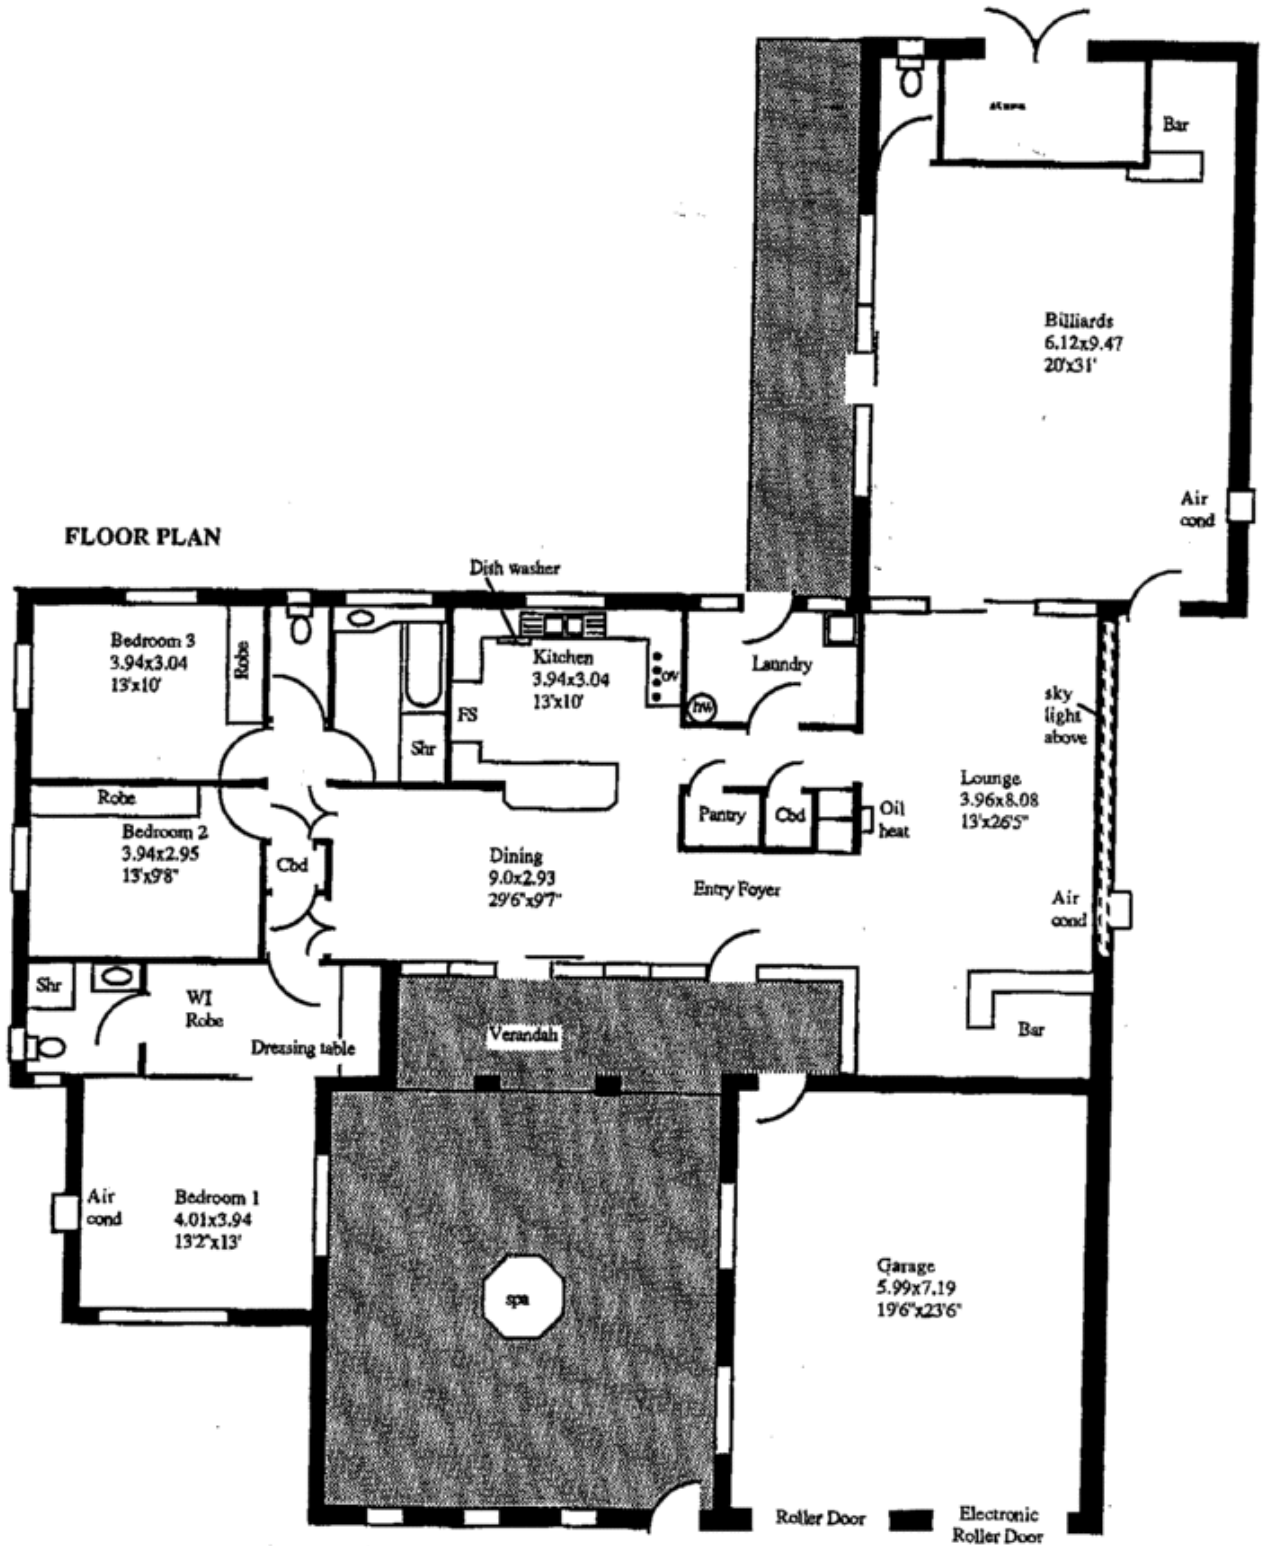 Bar
Billiards
6.12x9.47
20'x31'
Air
cond
FLOOR PLAN
Dish washer
Bedroom 3
3.94x3.04
13'x10'
Robe
Kitchen
3.94x3.04
13'x10'
ov
FS
Shr
Laundry
hw
sky
light
above
Robe
Bedroom 2
3.94x2.95
13'x9'8"
Cbd
Pantry
Cbd
Oil
heat
Lounge
3.96x8.08
13'x26'5"
Dining
9.0x2.93
29'6"x9'7"
Entry Foyer
Air
cond
Shr
WI
Robe
Dressing table
Verandah
Bar
Air
cond
Bedroom 1
4.01x3.94
13'2"x13'
spa
Garage
5.99x7.19
19'6"x23'6"
Roller Door
Electronic
Roller Door